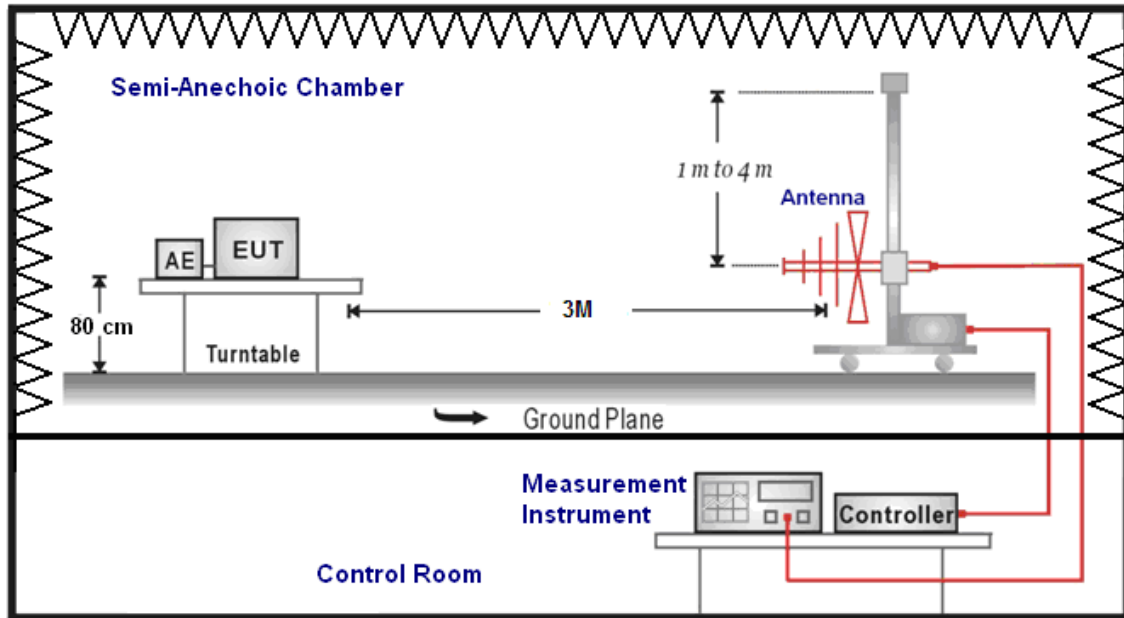 Semi-Anechoic Chamber
1 m to 4 m
Antenna
AE
EUT
3M
80 cm
Turntable
Ground Plane
Measurement
Instrument
Controller
Control Room